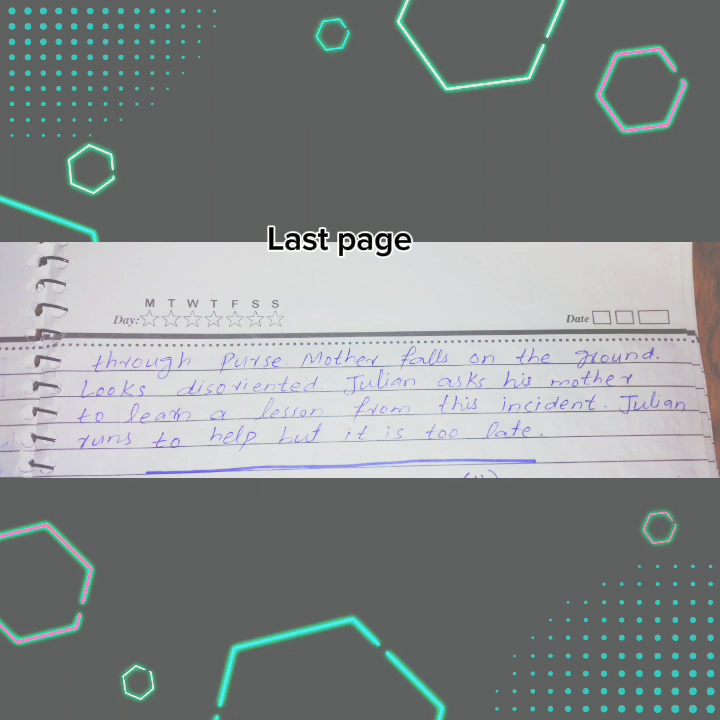 Last page
M T W T F S S
Day:
Date
through purse. Mother falls on the ground.
Looks disoriented. Julian asks his mother
to learn a lesson from this incident. Julian
runs to help but it is too late.